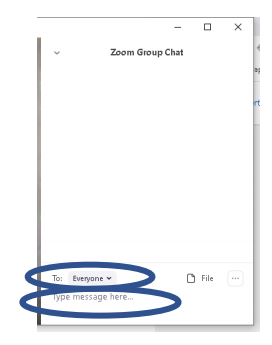 Zoom Group Chat
To: Everyone
File
Type message here...